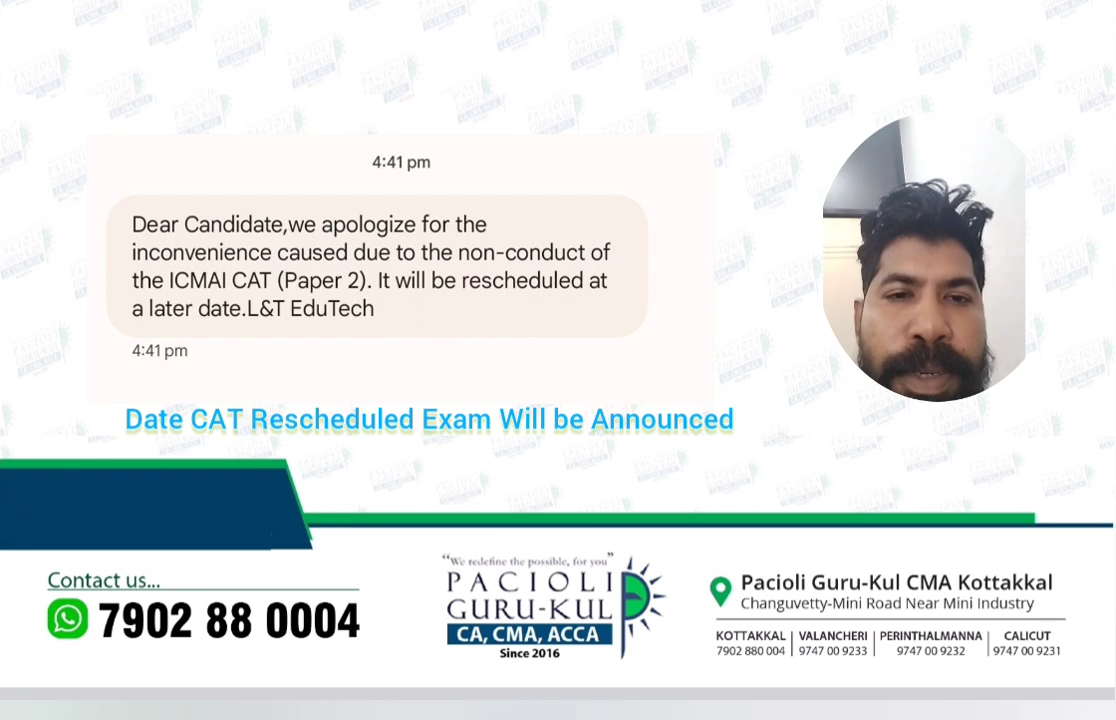 4:41 pm
Dear Candidate,we apologize for the
inconvenience caused due to the non-conduct of
the ICMAI CAT (Paper 2). It will be rescheduled at
a later date.L&T EduTech
4:41 pm
Date CAT Rescheduled Exam Will be Announced
Contact us...
7902 88 0004
"We redefine the possible, for you"
PACIOLI
GURU-KUL
CA, CMA, ACCA
Since 2016
Pacioli Guru-Kul CMA Kottakkal
Changuvetty-Mini Road Near Mini Industry
KOTTAKKAL | VALANCHERI | PERINTHALMANNA | CALICUT
7902 880 004 | 9747 00 9233 | 9747 00 9232 | 9747 00 9231